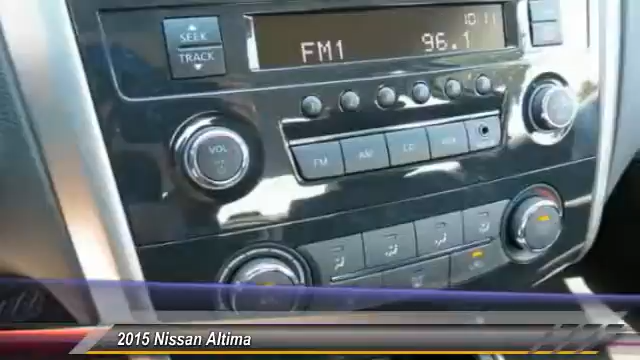 SEEK
TRACK
10:11
FM1 96.1
VOL
FM AM CD AUX
2015 Nissan Altima